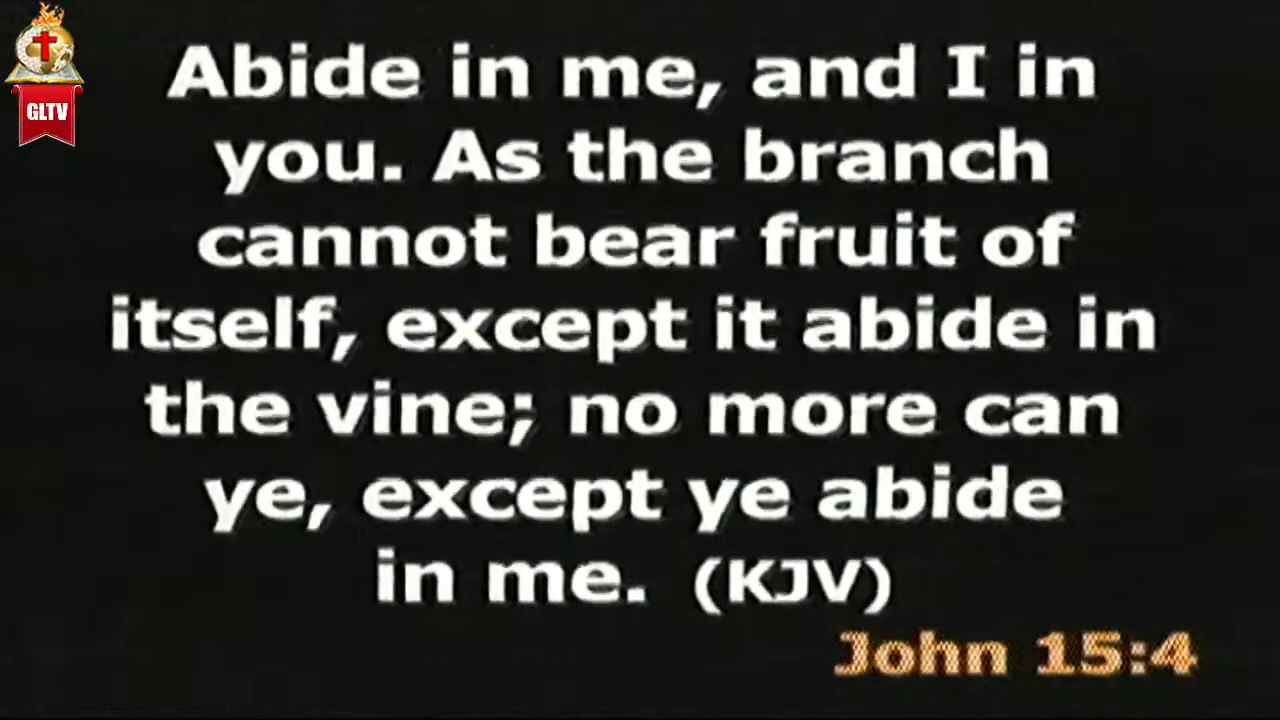 GLTV
Abide in me, and I in
you. As the branch
cannot bear fruit of
itself, except it abide in
the vine; no more can
ye, except ye abide
in me. (KJV)
John 15:4